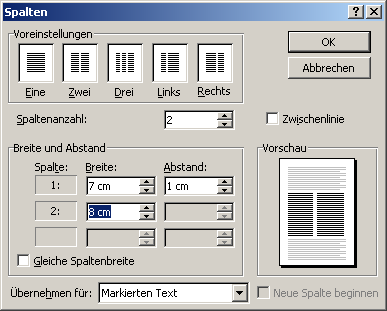 Spalten
Voreinstellungen
OK
Abbrechen
Eine Zwei Drei Links Rechts
Spaltenanzahl: 2
Zwischenlinie
Breite und Abstand
Vorschau
Spalte: Breite: Abstand:
1: 7 cm 1 cm
2: 8 cm
Gleiche Spaltenbreite
Übernehmen für: Markierten Text
Neue Spalte beginnen